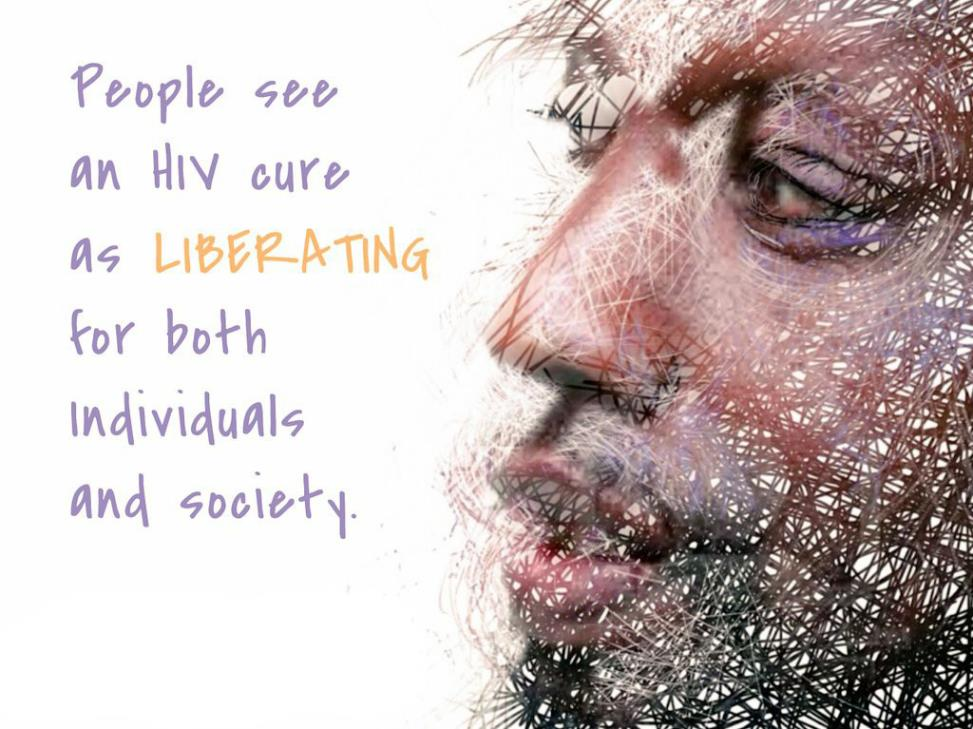 People see
an HIV cure
as LIBERATING
for both
Individuals
and society.